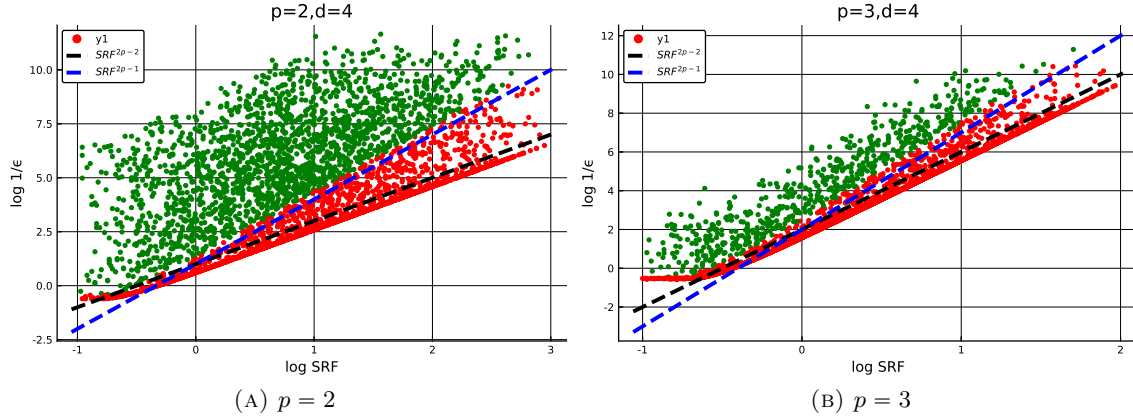 p=2,d=4
y1
SRF^{2p−2}
SRF^{2p−1}
log 1/ϵ
10.0
7.5
5.0
2.5
0.0
-2.5
-1
0
1
2
3
log SRF
(A) p = 2
p=3,d=4
y1
SRF^{2p−2}
SRF^{2p−1}
log 1/ϵ
12
10
8
6
4
2
0
-2
-1
0
1
2
log SRF
(B) p = 3